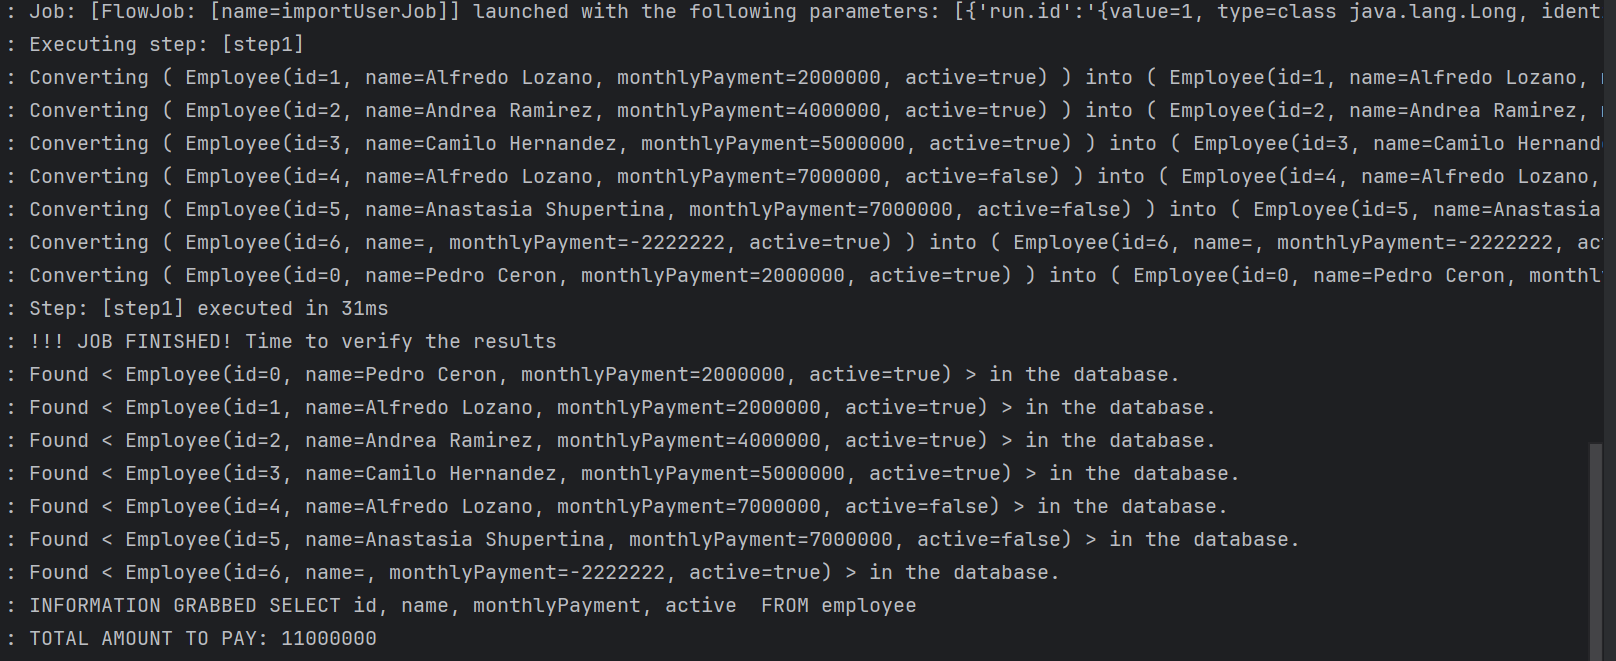 : Job: [FlowJob: [name=importUserJob]] launched with the following parameters: [{'run.id':'{value=1, type=class java.lang.Long, ident
: Executing step: [step1]
: Converting ( Employee(id=1, name=Alfredo Lozano, monthlyPayment=2000000, active=true) ) into ( Employee(id=1, name=Alfredo Lozano,
: Converting ( Employee(id=2, name=Andrea Ramirez, monthlyPayment=4000000, active=true) ) into ( Employee(id=2, name=Andrea Ramirez,
: Converting ( Employee(id=3, name=Camilo Hernandez, monthlyPayment=5000000, active=true) ) into ( Employee(id=3, name=Camilo Hernand
: Converting ( Employee(id=4, name=Alfredo Lozano, monthlyPayment=7000000, active=false) ) into ( Employee(id=4, name=Alfredo Lozano,
: Converting ( Employee(id=5, name=Anastasia Shupertina, monthlyPayment=7000000, active=false) ) into ( Employee(id=5, name=Anastasia
: Converting ( Employee(id=6, name=, monthlyPayment=-2222222, active=true) ) into ( Employee(id=6, name=, monthlyPayment=-2222222, ac
: Converting ( Employee(id=0, name=Pedro Ceron, monthlyPayment=2000000, active=true) ) into ( Employee(id=0, name=Pedro Ceron, monthl
: Step: [step1] executed in 31ms
: !!! JOB FINISHED! Time to verify the results
: Found < Employee(id=0, name=Pedro Ceron, monthlyPayment=2000000, active=true) > in the database.
: Found < Employee(id=1, name=Alfredo Lozano, monthlyPayment=2000000, active=true) > in the database.
: Found < Employee(id=2, name=Andrea Ramirez, monthlyPayment=4000000, active=true) > in the database.
: Found < Employee(id=3, name=Camilo Hernandez, monthlyPayment=5000000, active=true) > in the database.
: Found < Employee(id=4, name=Alfredo Lozano, monthlyPayment=7000000, active=false) > in the database.
: Found < Employee(id=5, name=Anastasia Shupertina, monthlyPayment=7000000, active=false) > in the database.
: Found < Employee(id=6, name=, monthlyPayment=-2222222, active=true) > in the database.
: INFORMATION GRABBED SELECT id, name, monthlyPayment, active  FROM employee
: TOTAL AMOUNT TO PAY: 11000000